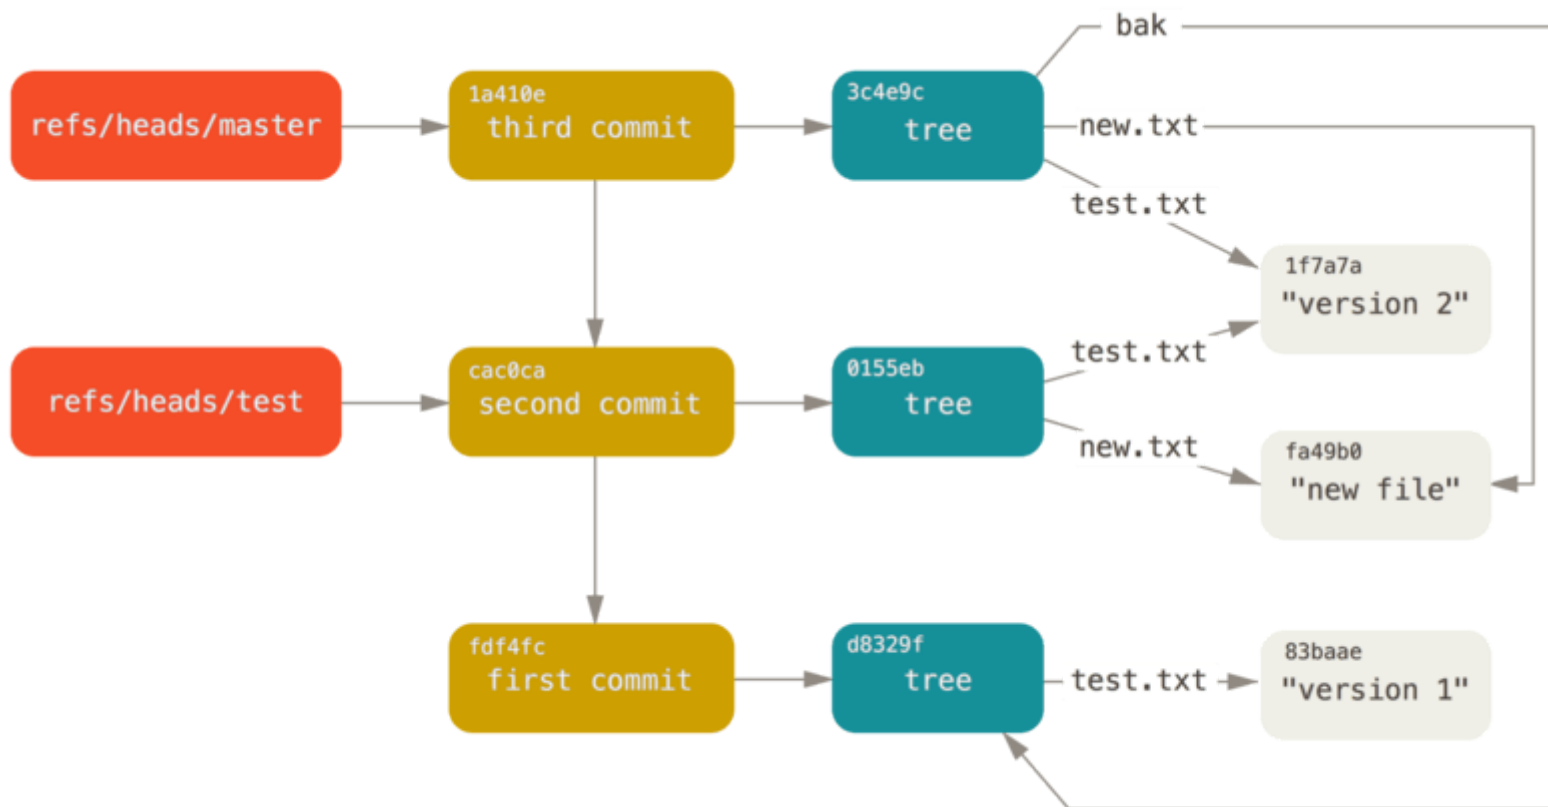 bak
refs/heads/master
1a410e
third commit
3c4e9c
tree
new.txt
test.txt
1f7a7a
"version 2"
refs/heads/test
cac0ca
second commit
0155eb
tree
test.txt
new.txt
fa49b0
"new file"
fdf4fc
first commit
d8329f
tree
test.txt
83baae
"version 1"